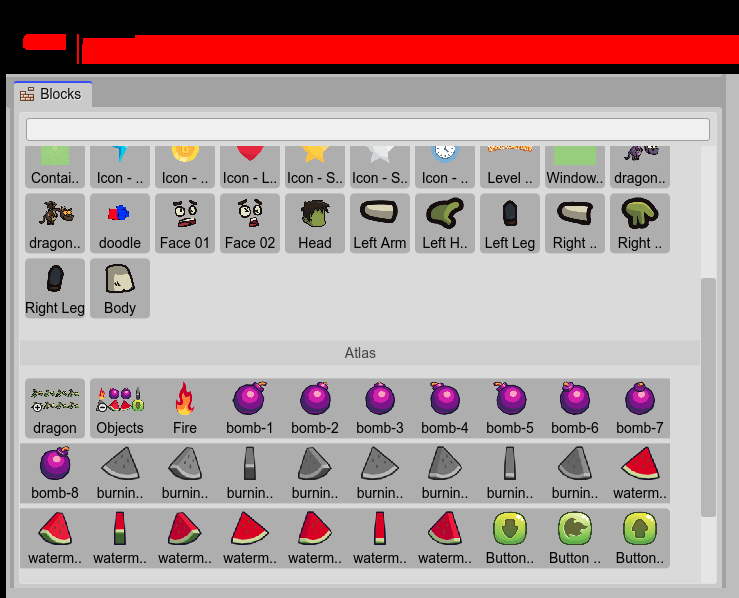 Blocks
Contai.. Icon - .. Icon - .. Icon - L.. Icon - S.. Icon - S.. Icon - .. Level .. Window.. dragon..
dragon.. doodle Face 01 Face 02 Head Left Arm Left H.. Left Leg Right .. Right ..
Right Leg Body
Atlas
dragon Objects Fire bomb-1 bomb-2 bomb-3 bomb-4 bomb-5 bomb-6 bomb-7
bomb-8 burnin.. burnin.. burnin.. burnin.. burnin.. burnin.. burnin.. burnin.. waterm..
waterm.. waterm.. waterm.. waterm.. waterm.. waterm.. waterm.. Button.. Button .. Button..